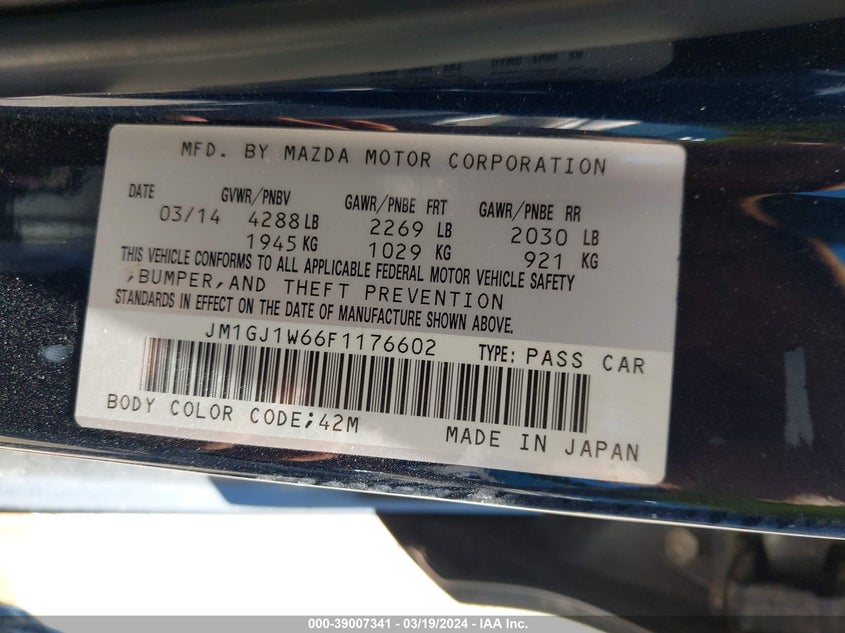 MFD. BY MAZDA MOTOR CORPORATION
DATE GVWR/PNBV GAWR/PNBE FRT GAWR/PNBE RR
03/14 4288 LB 2269 LB 2030 LB
1945 KG 1029 KG 921 KG
THIS VEHICLE CONFORMS TO ALL APPLICABLE FEDERAL MOTOR VEHICLE SAFETY
,BUMPER,AND THEFT PREVENTION
STANDARDS IN EFFECT ON THE DATE OF MANUFACTURE SHOWN ABOVE.
JM1GJ1W66F1176602 TYPE: PASS CAR
BODY COLOR CODE;42M MADE IN JAPAN
000-39007341 - 03/19/2024 - IAA Inc.